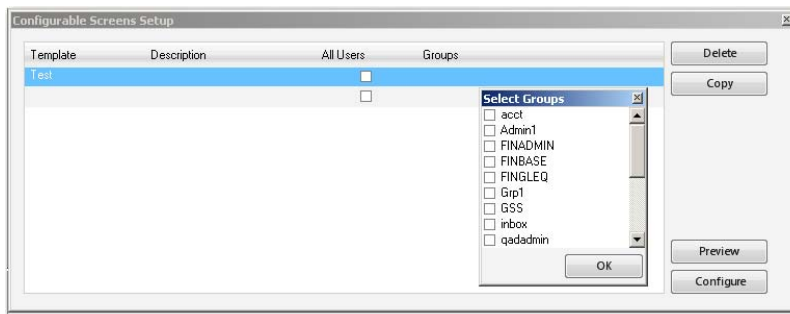 Configurable Screens Setup
Template Description All Users Groups
Test
Delete
Copy
Select Groups
acct
Admin1
FINADMIN
FINBASE
FINGLEQ
Grp1
GSS
inbox
qadadmin
OK
Preview
Configure